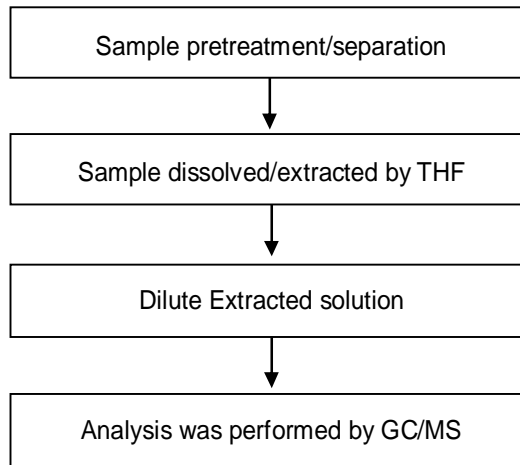 Sample pretreatment/separation
Sample dissolved/extracted by THF
Dilute Extracted solution
Analysis was performed by GC/MS